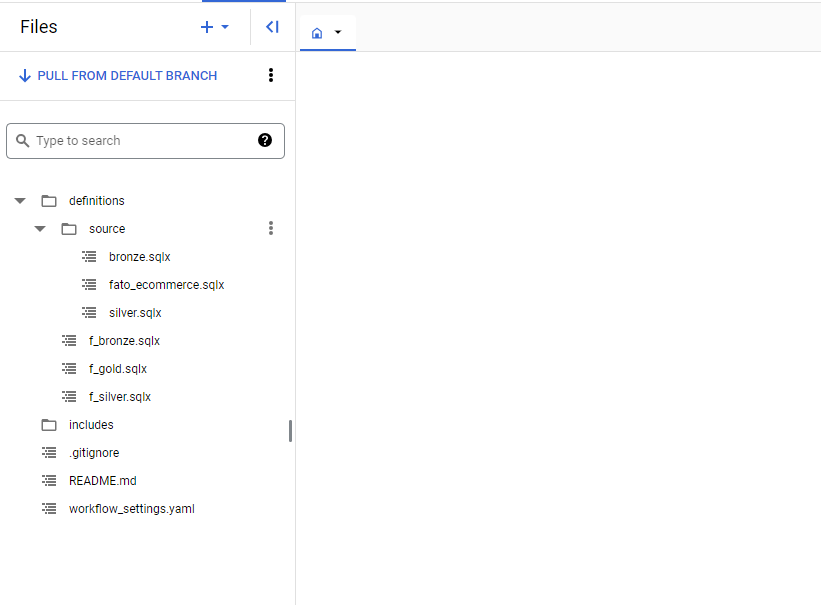 Files
PULL FROM DEFAULT BRANCH
Type to search
definitions
source
bronze.sqlx
fato_ecommerce.sqlx
silver.sqlx
f_bronze.sqlx
f_gold.sqlx
f_silver.sqlx
includes
.gitignore
README.md
workflow_settings.yaml